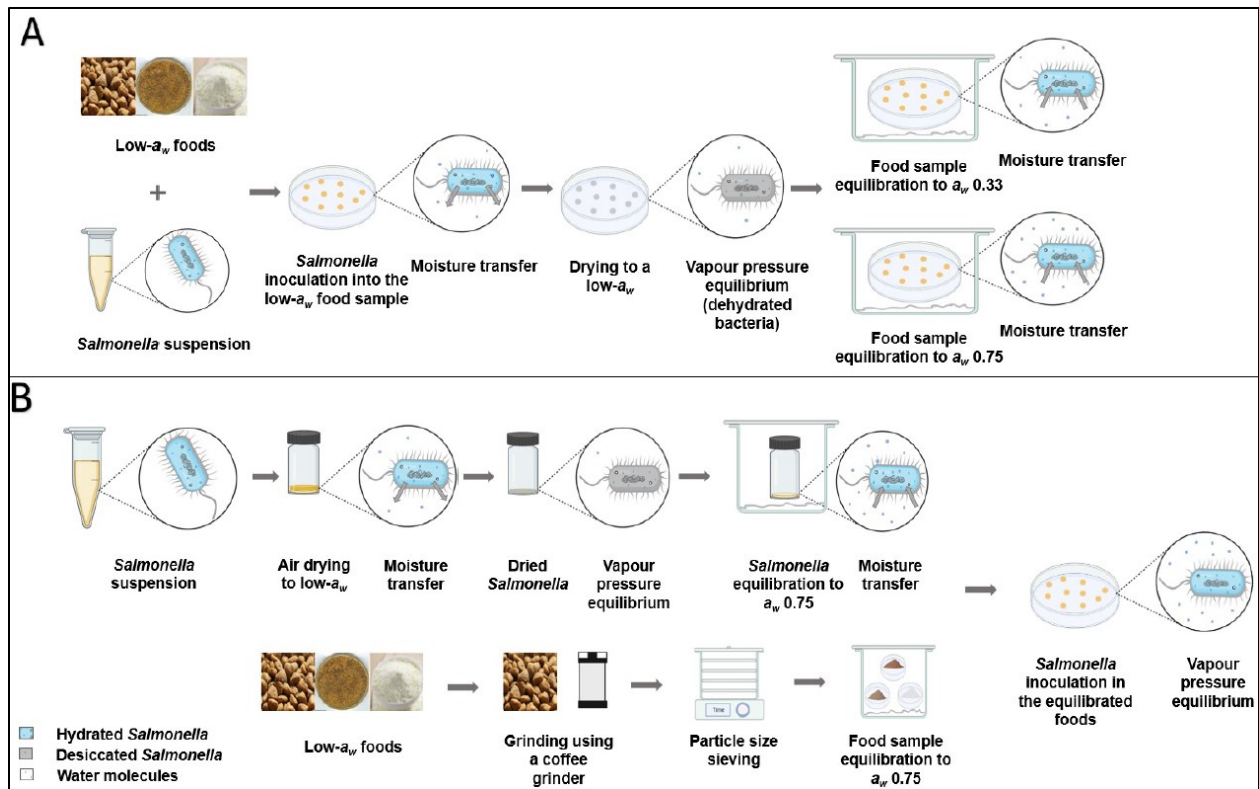 A
Low-aw foods
+
Salmonella suspension
Salmonella
inoculation into the
low-aw food sample
Moisture transfer
Drying to a
low-aw
Vapour pressure
equilibrium
(dehydrated
bacteria)
Food sample
equilibration to aw 0.33
Moisture transfer
Food sample
equilibration to aw 0.75
Moisture transfer
B
Salmonella
suspension
Air drying
to low-aw
Moisture
transfer
Dried
Salmonella
Vapour
pressure
equilibrium
Salmonella
equilibration to
aw 0.75
Moisture
transfer
Low-aw foods
Grinding using
a coffee
grinder
Time
Particle size
sieving
Food sample
equilibration to
aw 0.75
Salmonella
inoculation in
the equilibrated
foods
Vapour
pressure
equilibrium
Hydrated Salmonella
Desiccated Salmonella
Water molecules